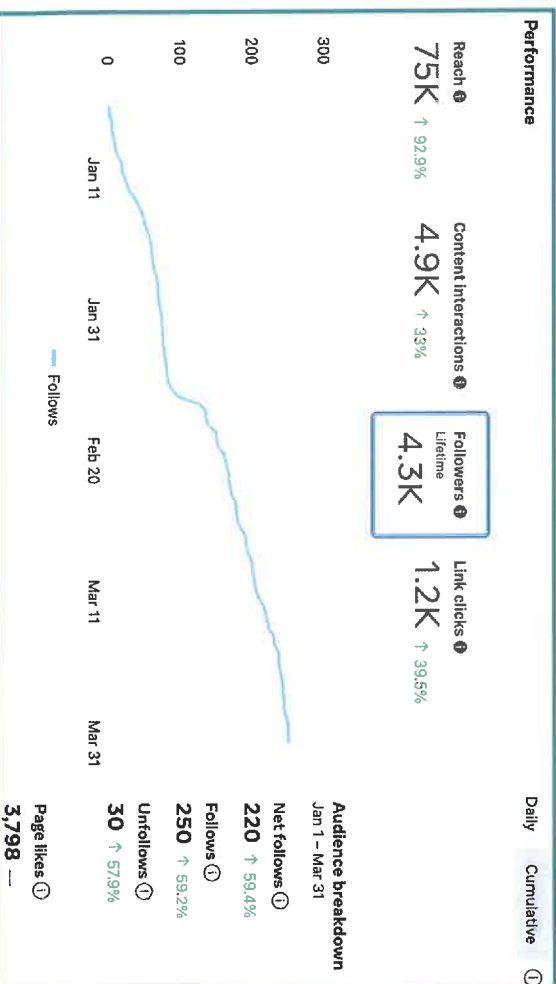 Performance
Daily Cumulative
Reach
75K ↑ 92.9%
Content interactions
4.9K ↑ 33%
Followers
Lifetime
4.3K
Link clicks
1.2K ↑ 39.5%
300
200
100
0
Jan 11
Jan 31
Feb 20
Mar 11
Mar 31
Follows
Audience breakdown
Jan 1 – Mar 31
Net follows
220 ↑ 59.4%
Follows
250 ↑ 59.2%
Unfollows
30 ↑ 57.9%
Page likes
3,798 --